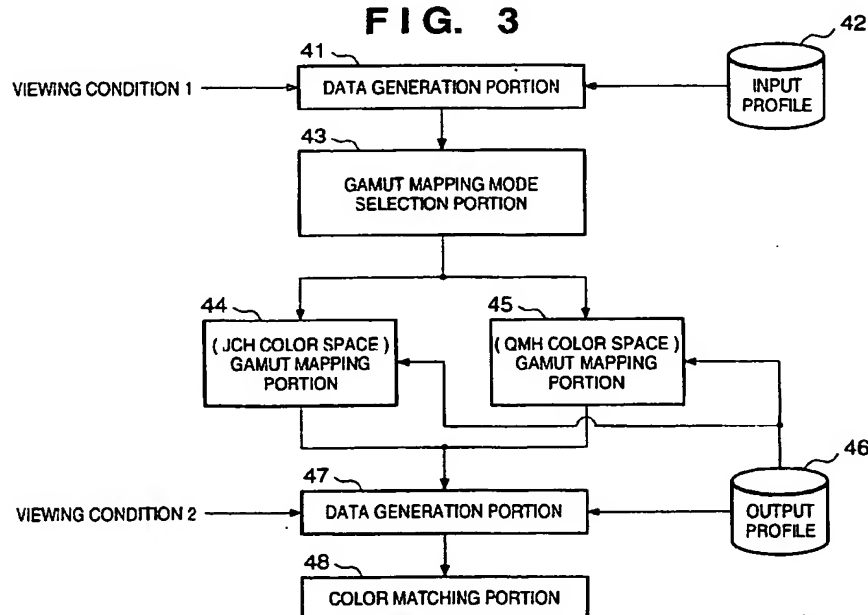 FIG. 3
41
42
VIEWING CONDITION 1
DATA GENERATION PORTION
INPUT
PROFILE
43
GAMUT MAPPING MODE
SELECTION PORTION
44
45
( JCH COLOR SPACE )
GAMUT MAPPING
PORTION
( QMH COLOR SPACE )
GAMUT MAPPING
PORTION
46
47
VIEWING CONDITION 2
DATA GENERATION PORTION
OUTPUT
PROFILE
48
COLOR MATCHING PORTION